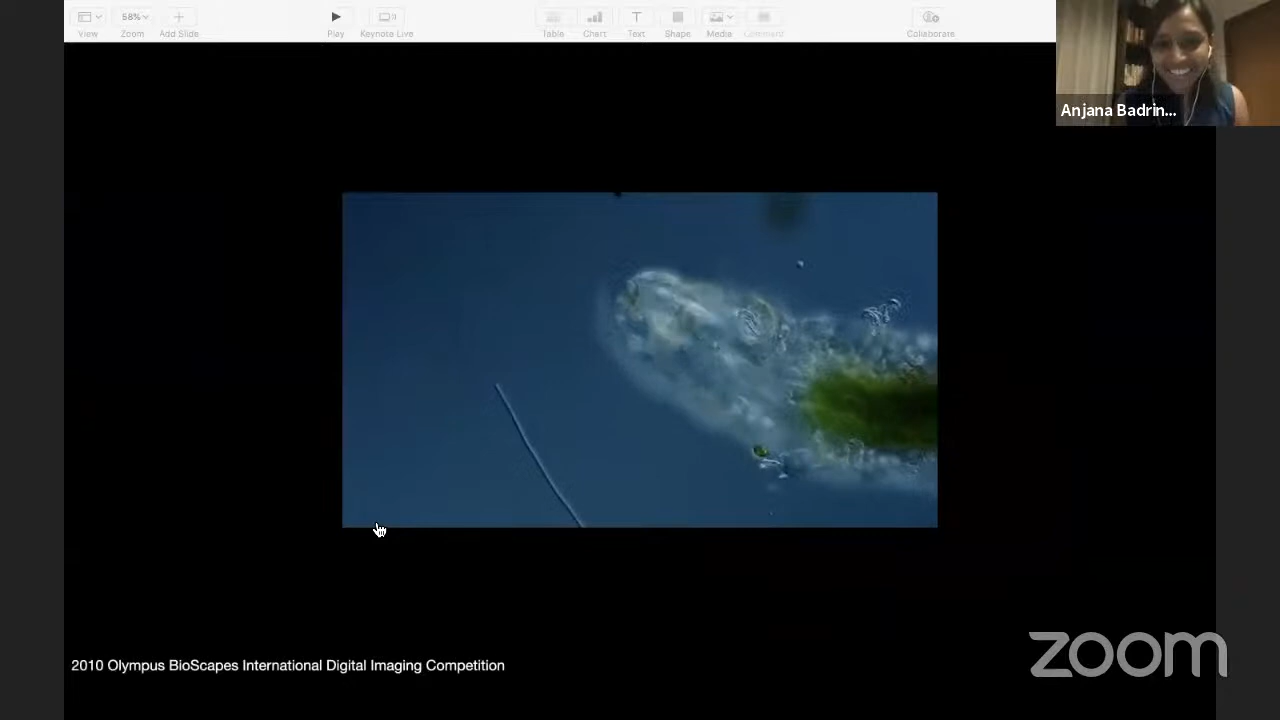 58%
View
Zoom
Add Slide
Play
Keynote Live
Table
Chart
Text
Shape
Media
Comment
Collaborate
Anjana Badrin...
2010 Olympus BioScapes International Digital Imaging Competition
zoom